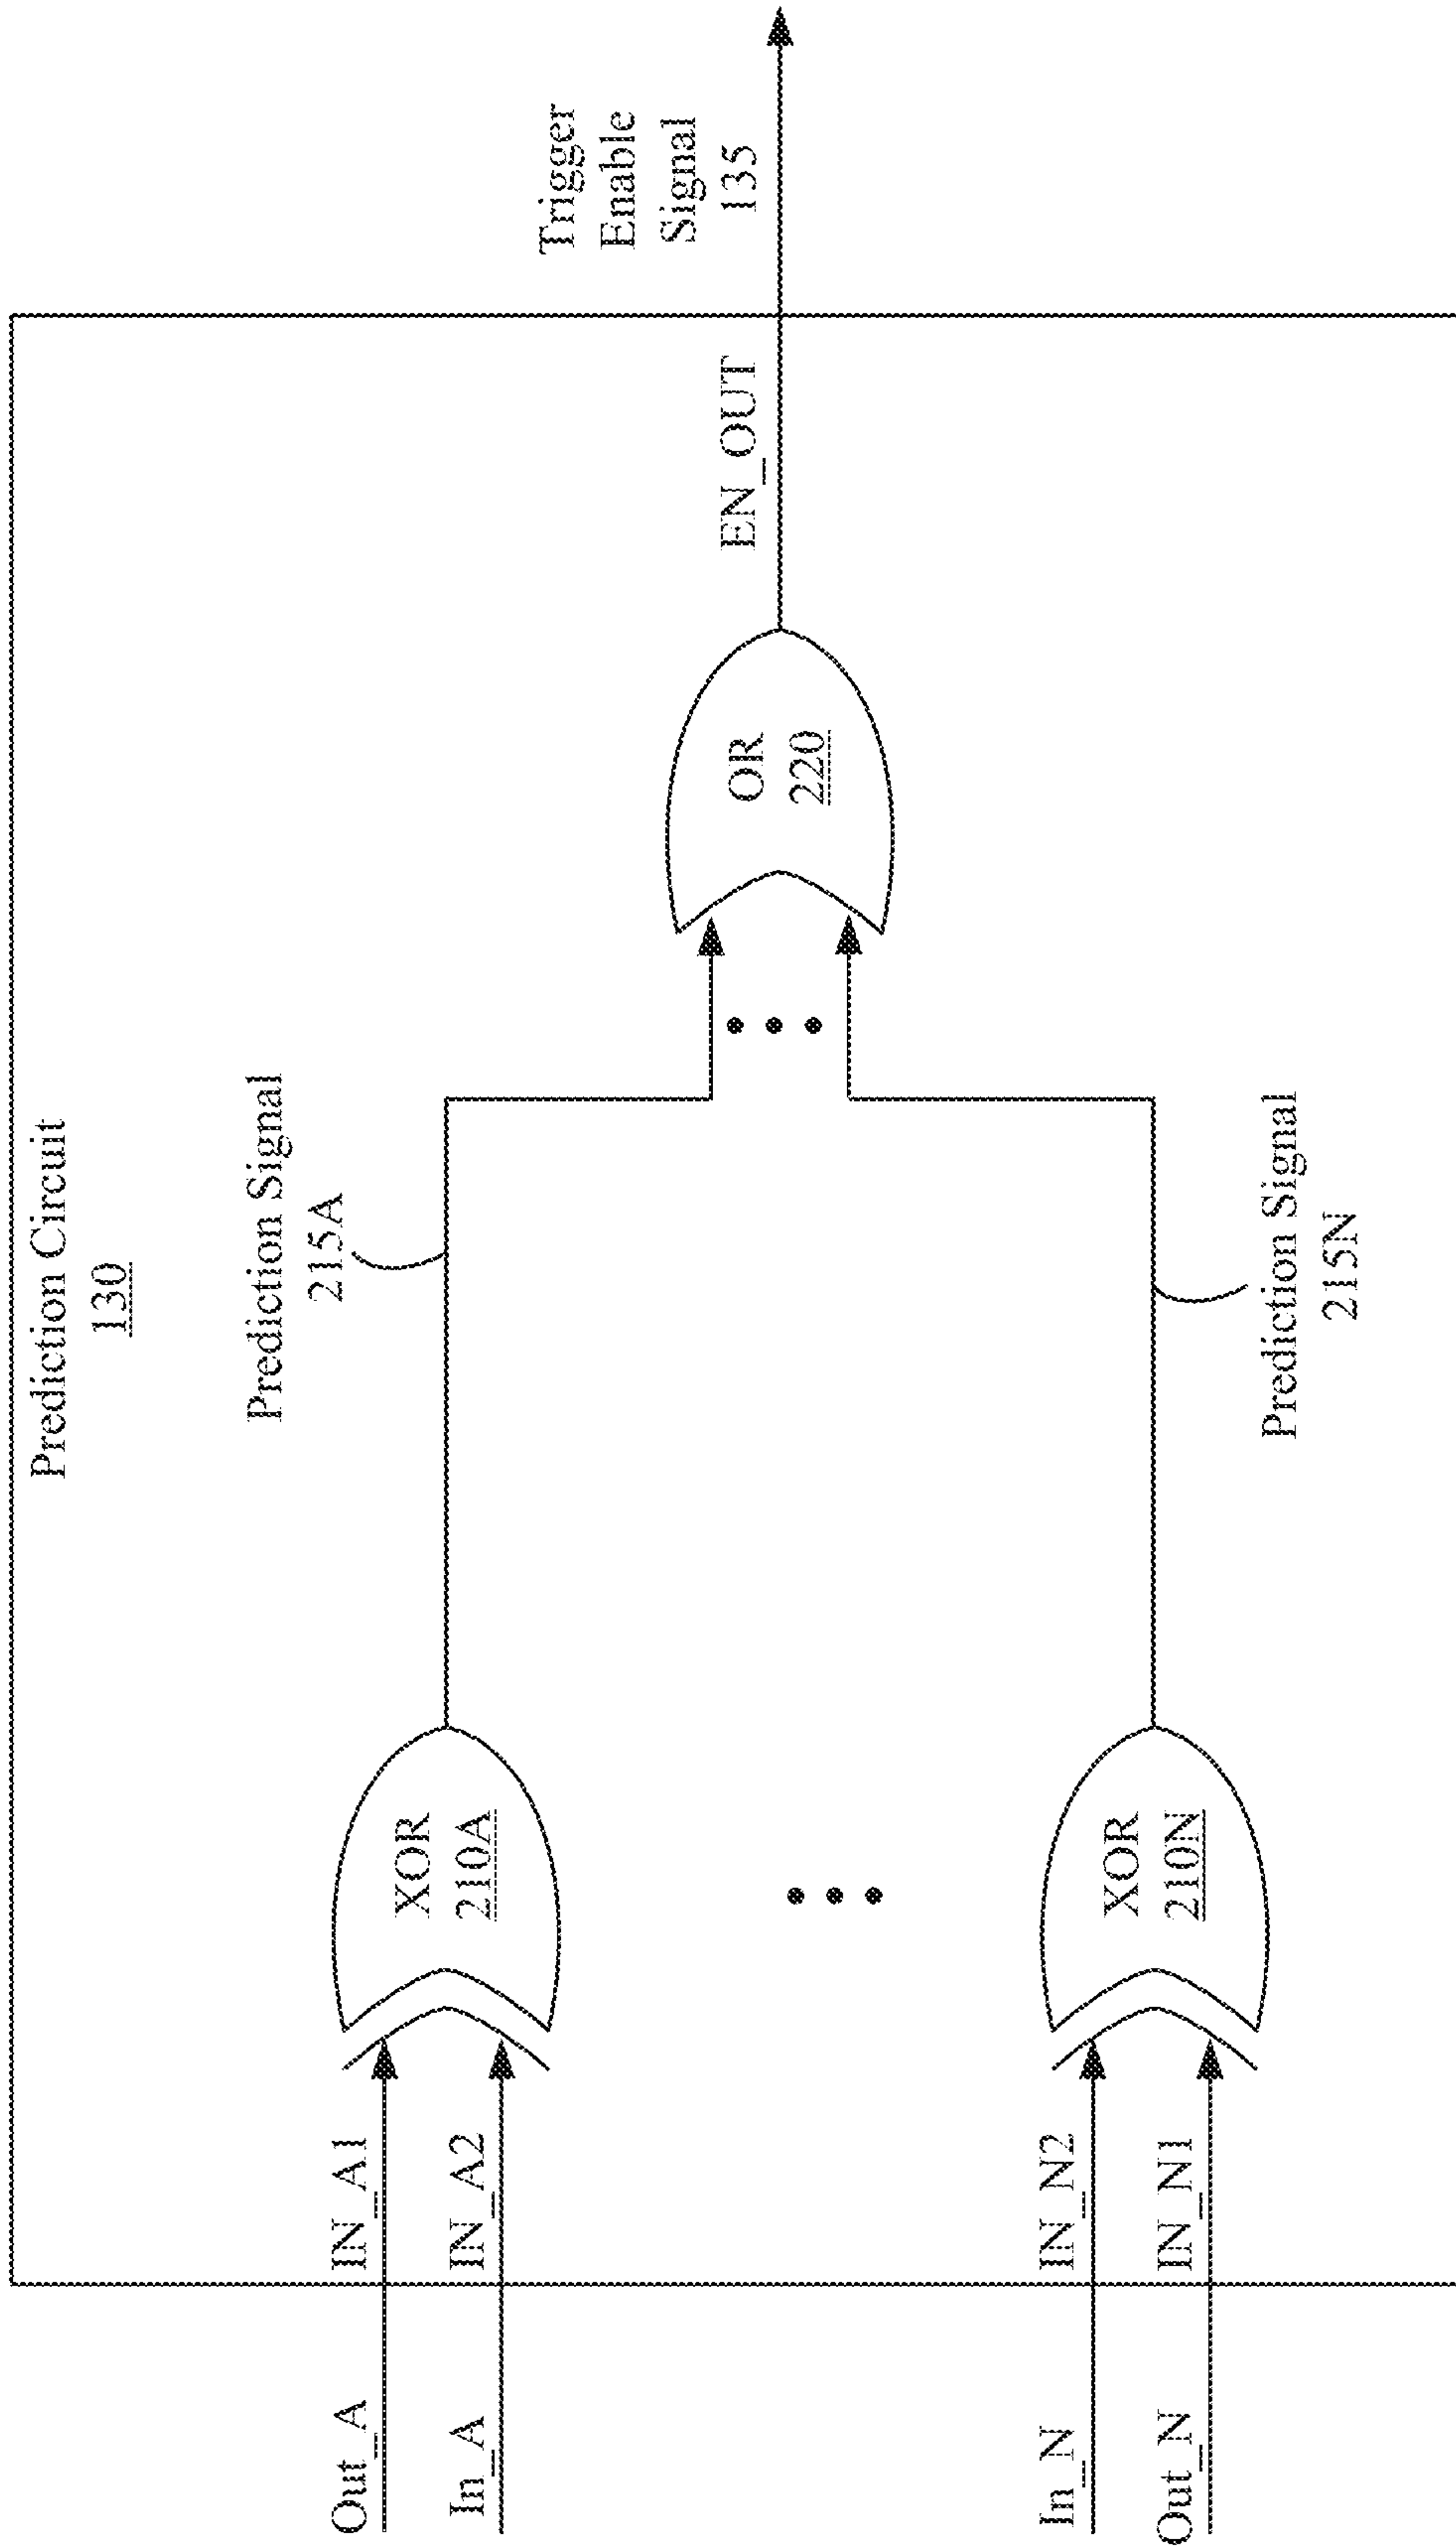 Prediction Circuit
130
Prediction Signal
215A
Trigger
Enable
Signal
135
Out_A
IN_A1
In_A
IN_A2
XOR
210A
OR
220
EN_OUT
In_N
IN_N2
Out_N
IN_N1
XOR
210N
Prediction Signal
215N